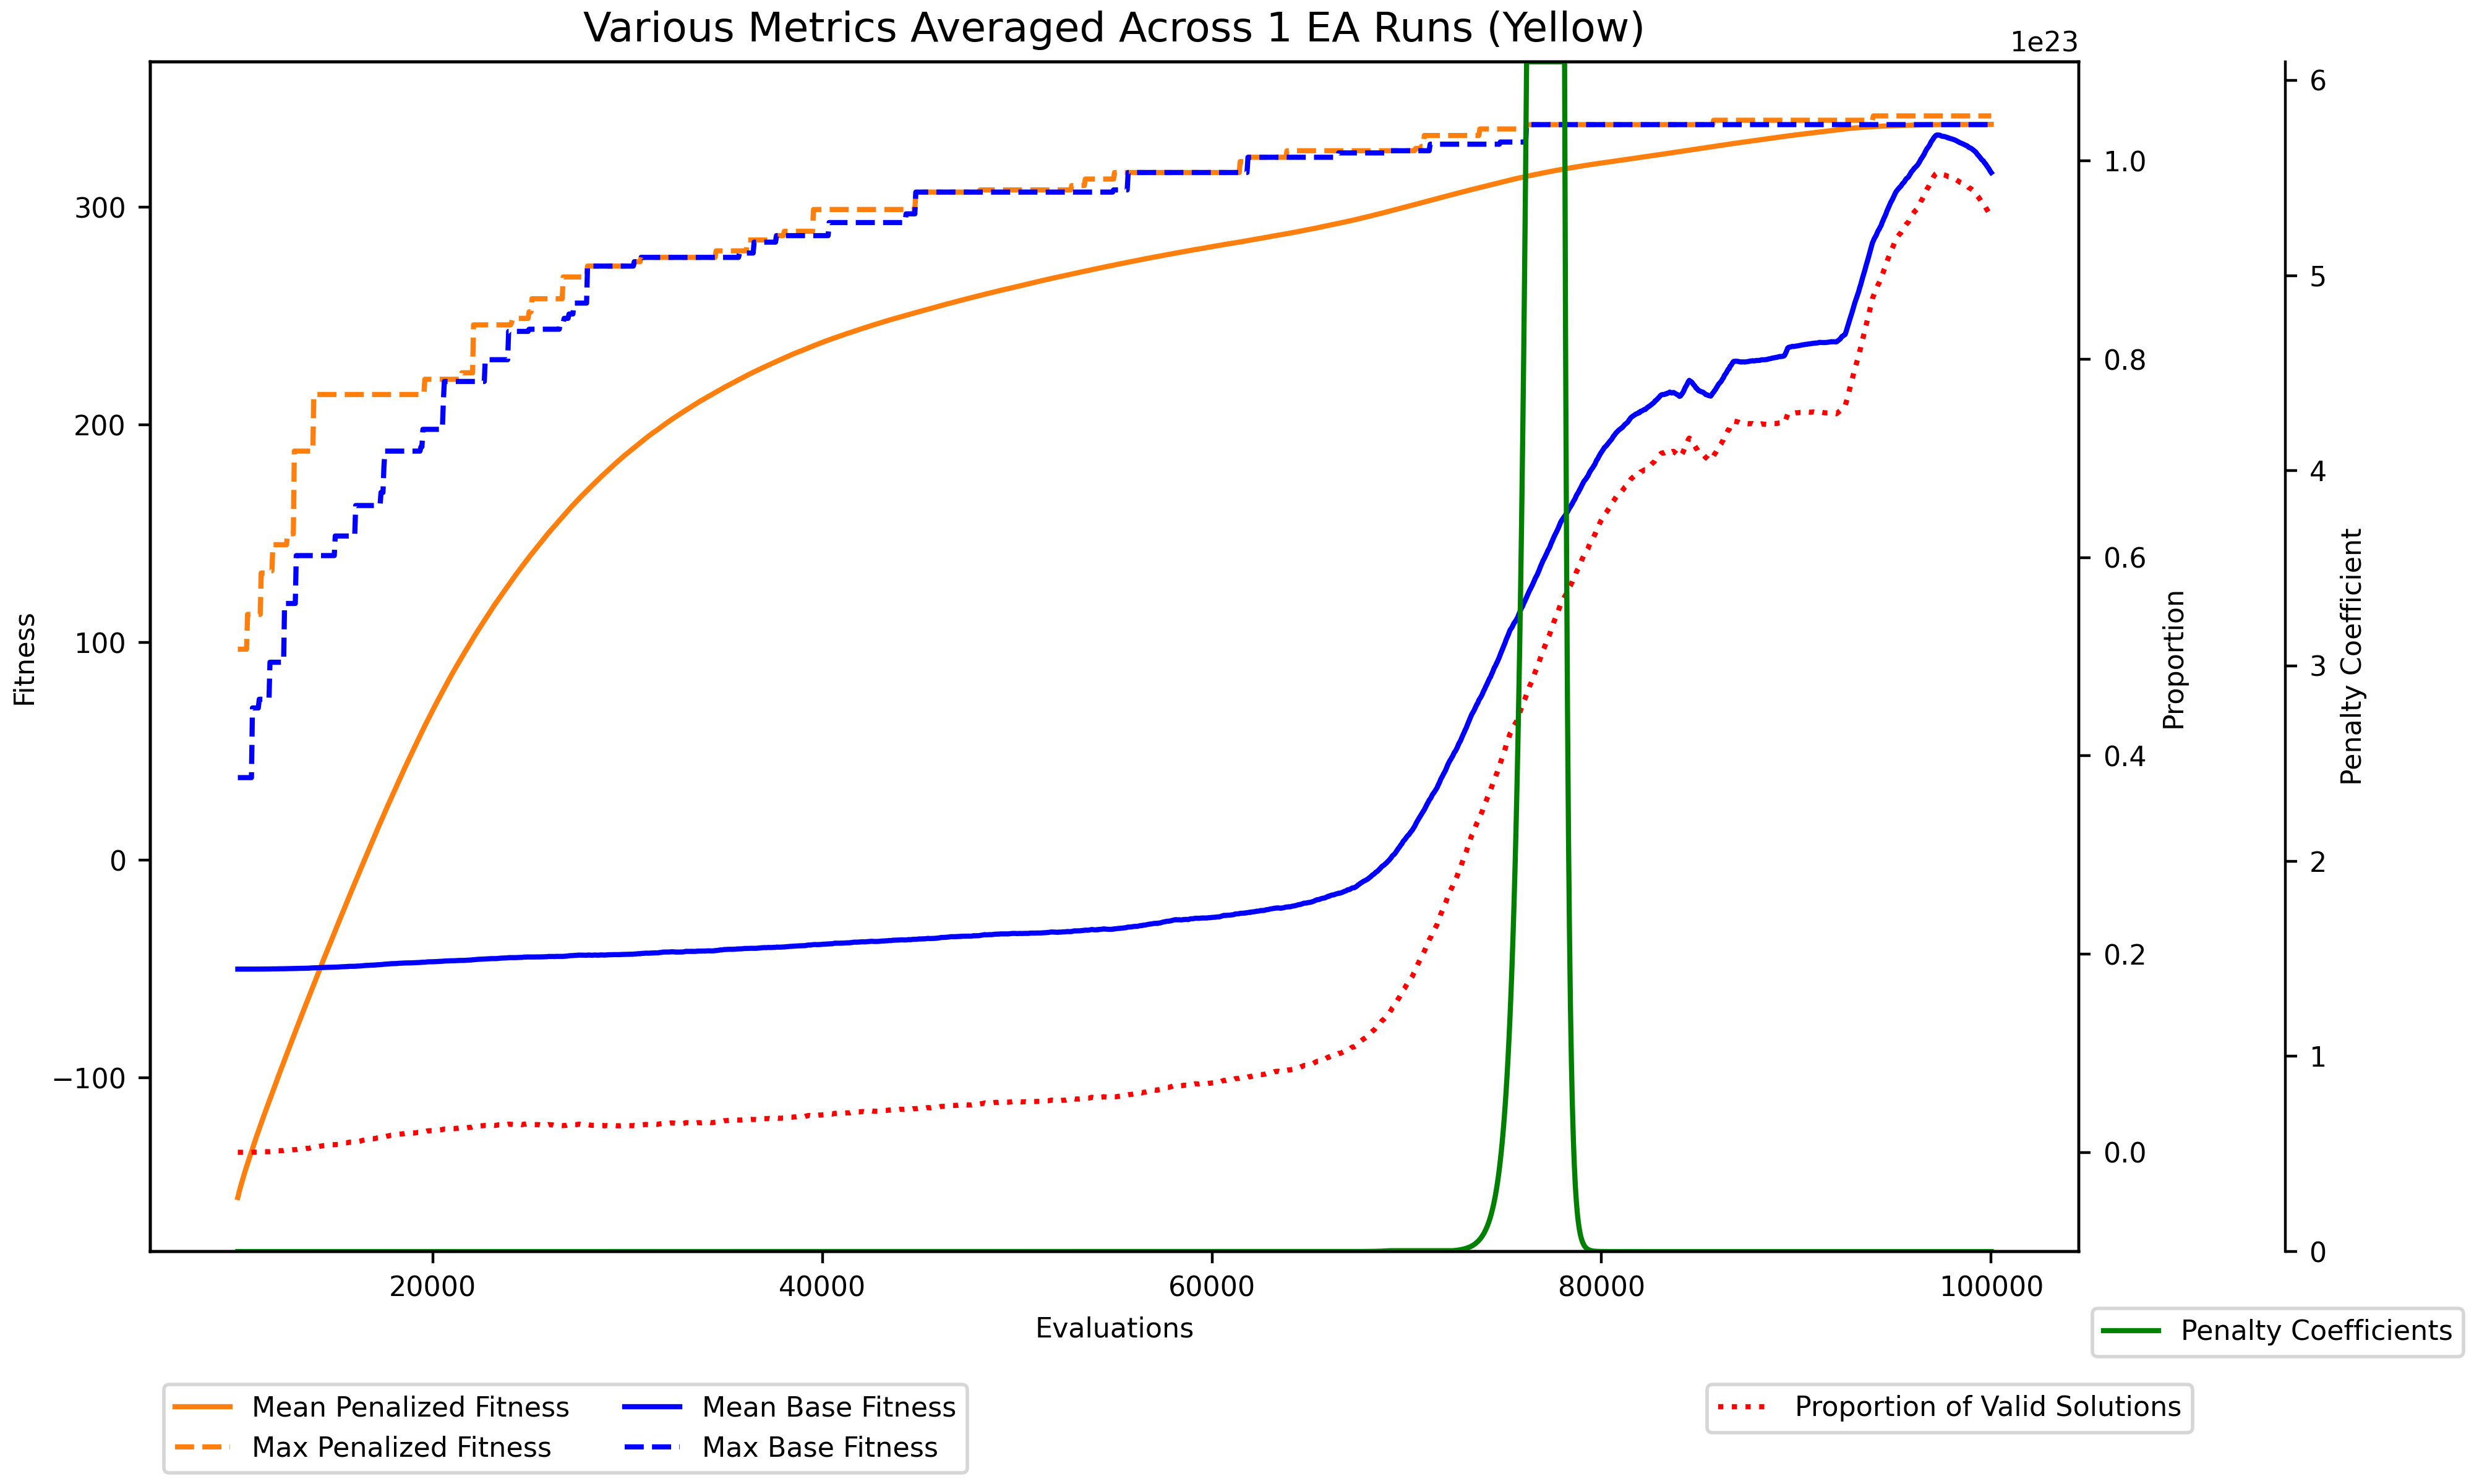 Various Metrics Averaged Across 1 EA Runs (Yellow)
1e23
Fitness
300
200
100
0
−100
20000
40000
60000
80000
100000
Evaluations
1.0
0.8
0.6
0.4
0.2
0.0
Proportion
6
5
4
3
2
1
0
Penalty Coefficient
Penalty Coefficients
Mean Penalized Fitness
Max Penalized Fitness
Mean Base Fitness
Max Base Fitness
Proportion of Valid Solutions